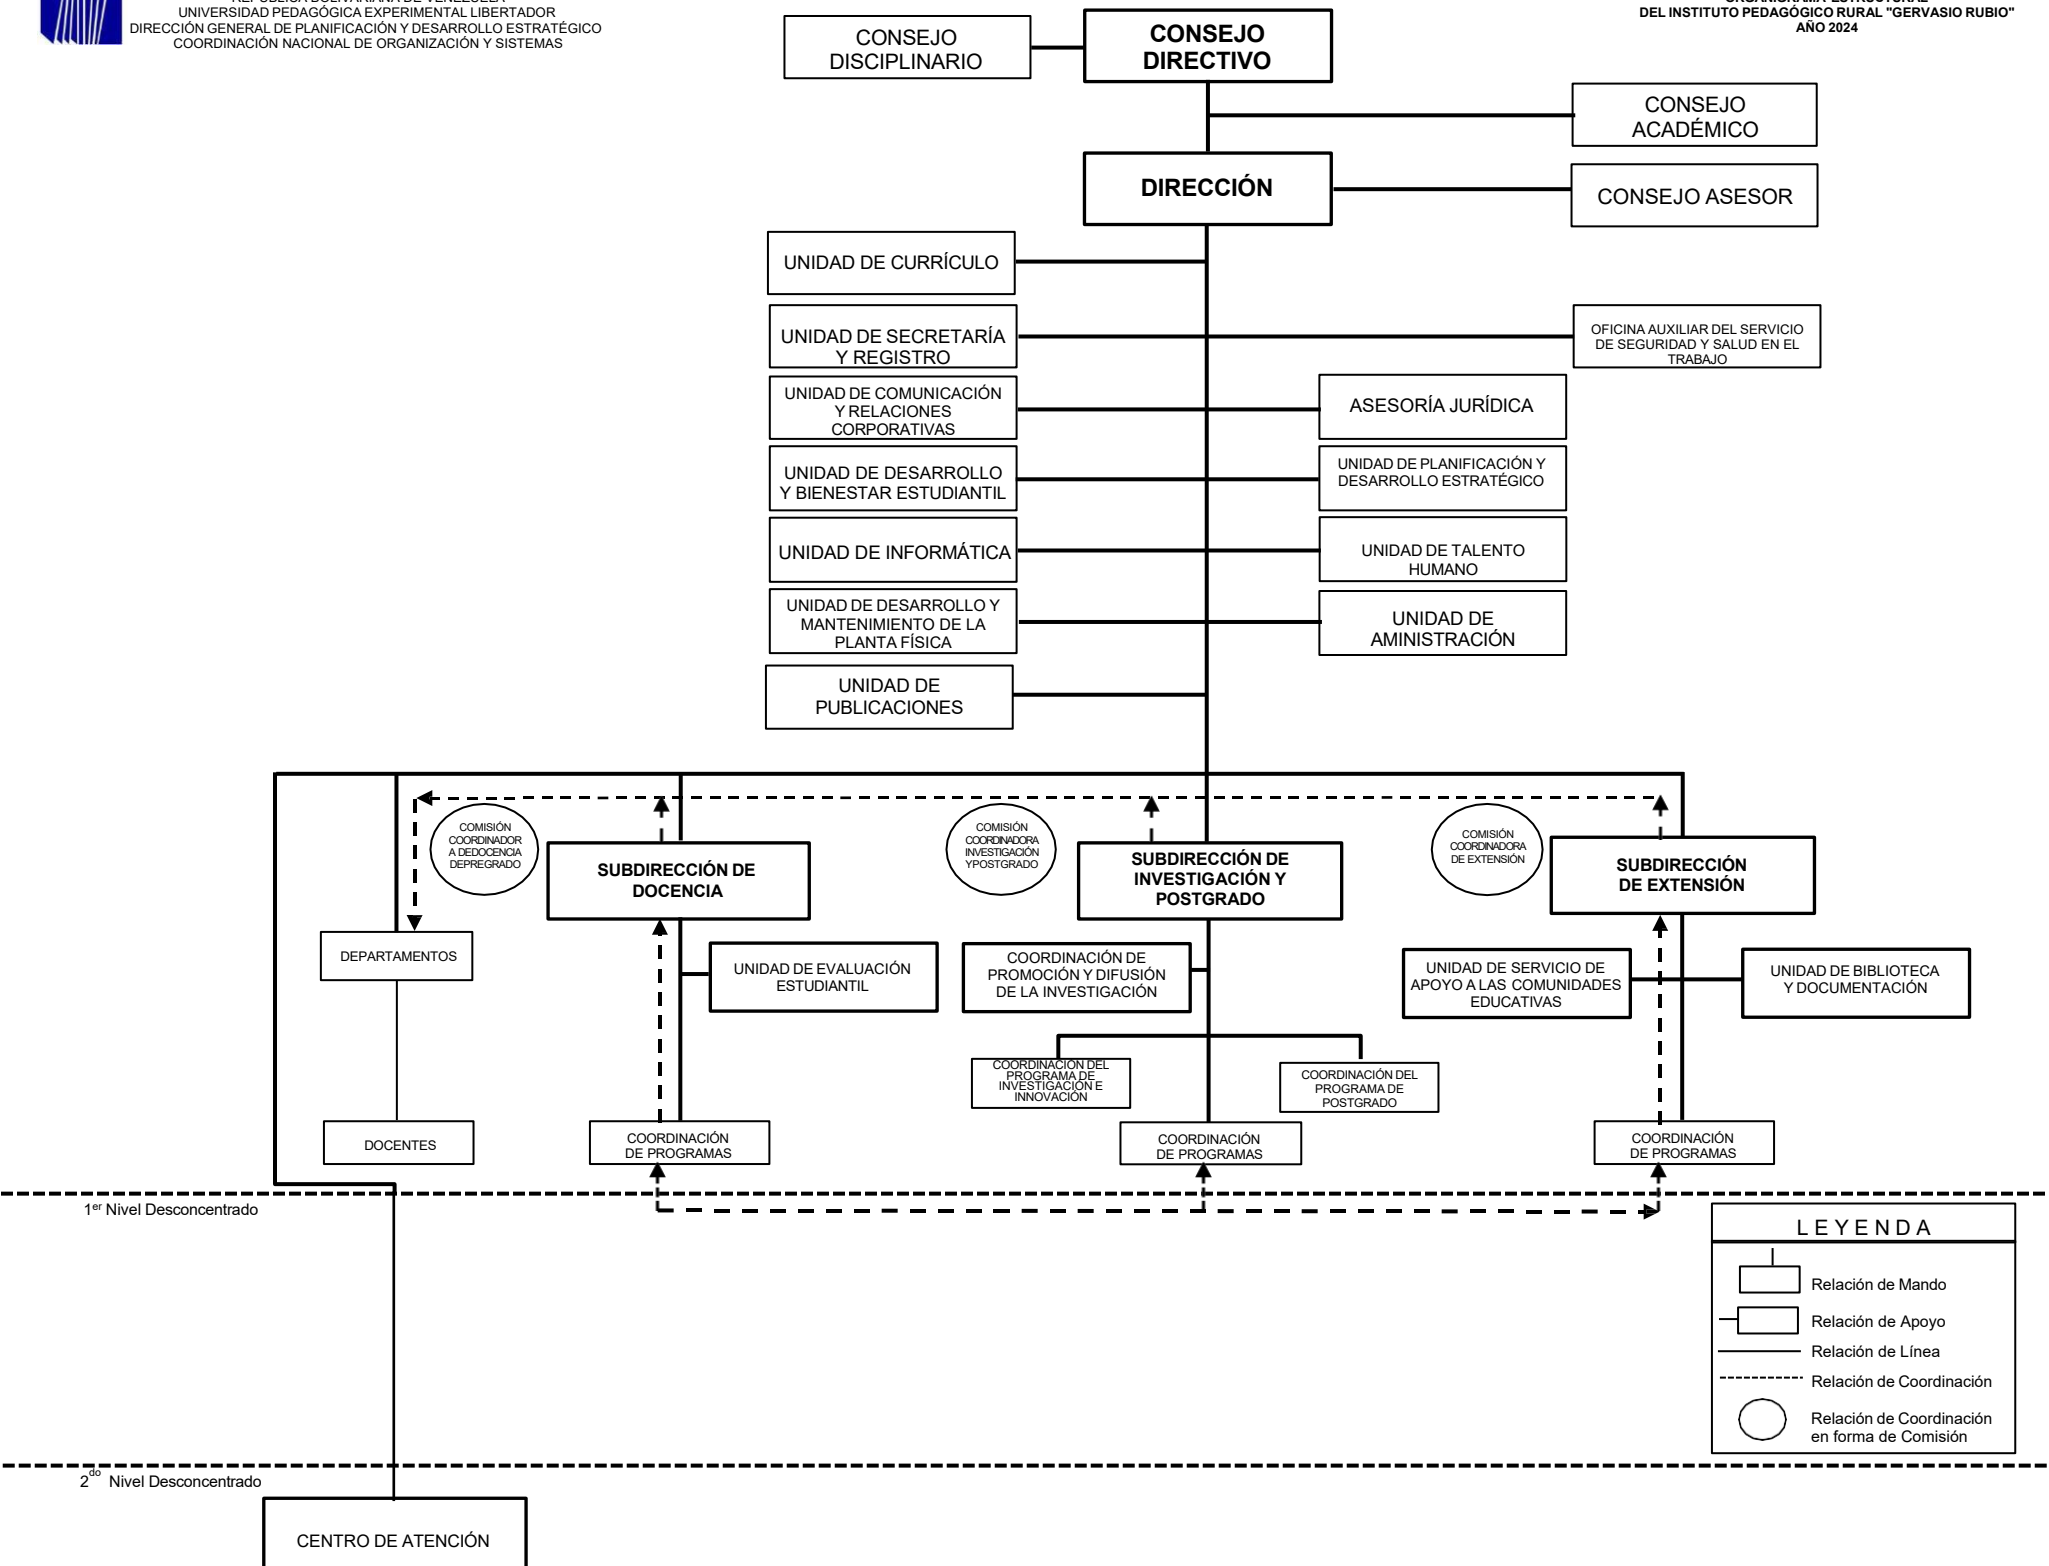 REPÚBLICA BOLIVARIANA DE VENEZUELA
UNIVERSIDAD PEDAGÓGICA EXPERIMENTAL LIBERTADOR
DIRECCIÓN GENERAL DE PLANIFICACIÓN Y DESARROLLO ESTRATÉGICO
COORDINACIÓN NACIONAL DE ORGANIZACIÓN Y SISTEMAS
ORGANIGRAMA ESTRUCTURAL
DEL INSTITUTO PEDAGÓGICO RURAL "GERVASIO RUBIO"
AÑO 2024
CONSEJO
DISCIPLINARIO
CONSEJO
DIRECTIVO
CONSEJO
ACADÉMICO
DIRECCIÓN
CONSEJO ASESOR
UNIDAD DE CURRÍCULO
UNIDAD DE SECRETARÍA
Y REGISTRO
OFICINA AUXILIAR DEL SERVICIO
DE SEGURIDAD Y SALUD EN EL
TRABAJO
UNIDAD DE COMUNICACIÓN
Y RELACIONES
CORPORATIVAS
ASESORÍA JURÍDICA
UNIDAD DE DESARROLLO
Y BIENESTAR ESTUDIANTIL
UNIDAD DE PLANIFICACIÓN Y
DESARROLLO ESTRATÉGICO
UNIDAD DE INFORMÁTICA
UNIDAD DE TALENTO
HUMANO
UNIDAD DE DESARROLLO Y
MANTENIMIENTO DE LA
PLANTA FÍSICA
UNIDAD DE
AMINISTRACIÓN
UNIDAD DE
PUBLICACIONES
COMISIÓN
COORDINADOR
A DEDOCENCIA
DEPREGRADO
SUBDIRECCIÓN DE
DOCENCIA
COMISIÓN
COORDINADORA
INVESTIGACIÓN
YPOSTGRADO
SUBDIRECCIÓN DE
INVESTIGACIÓN Y
POSTGRADO
COMISIÓN
COORDINADORA
DE EXTENSIÓN
SUBDIRECCIÓN
DE EXTENSIÓN
DEPARTAMENTOS
UNIDAD DE EVALUACIÓN
ESTUDIANTIL
COORDINACIÓN DE
PROMOCIÓN Y DIFUSIÓN
DE LA INVESTIGACIÓN
UNIDAD DE SERVICIO DE
APOYO A LAS COMUNIDADES
EDUCATIVAS
UNIDAD DE BIBLIOTECA
Y DOCUMENTACIÓN
COORDINACIÓN DEL
PROGRAMA DE
INVESTIGACIÓN E
INNOVACIÓN
COORDINACIÓN DEL
PROGRAMA DE
POSTGRADO
DOCENTES
COORDINACIÓN
DE PROGRAMAS
COORDINACIÓN
DE PROGRAMAS
COORDINACIÓN
DE PROGRAMAS
1er Nivel Desconcentrado
LEYENDA
Relación de Mando
Relación de Apoyo
Relación de Línea
Relación de Coordinación
Relación de Coordinación
en forma de Comisión
2do Nivel Desconcentrado
CENTRO DE ATENCIÓN